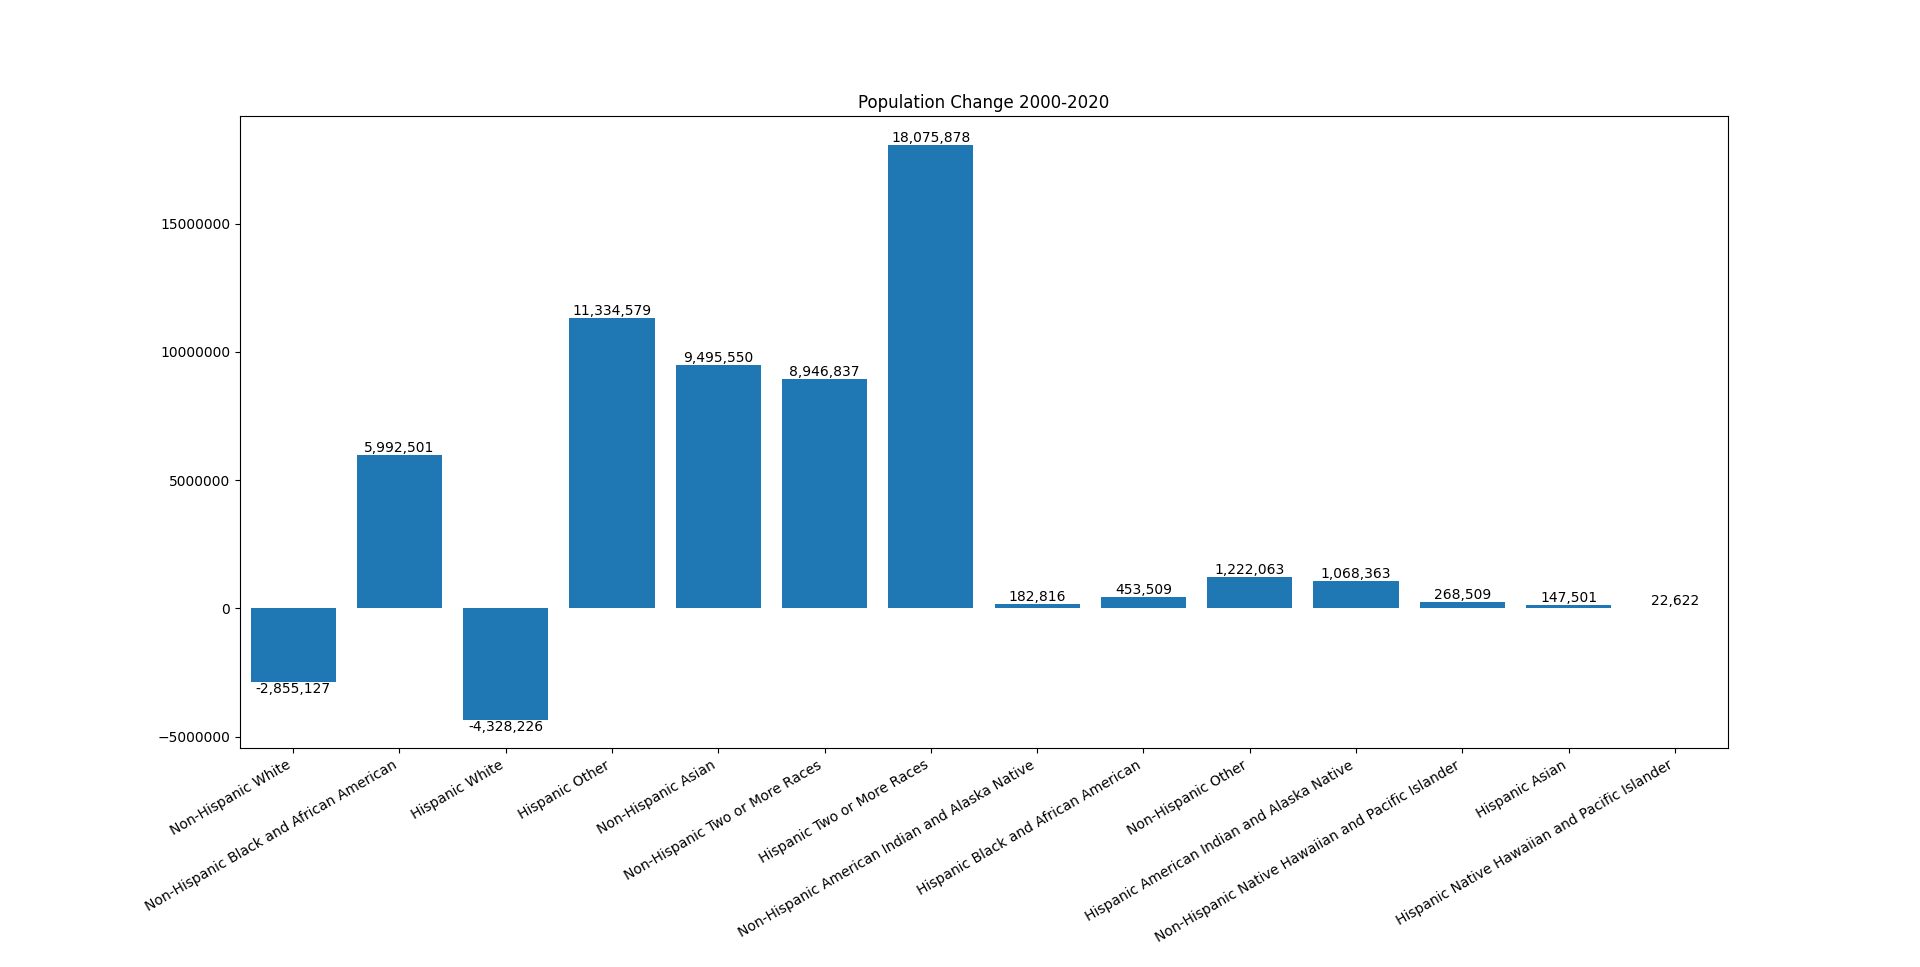 Population Change 2000-2020
18,075,878
15000000
11,334,579
10000000
9,495,550
8,946,837
5,992,501
5000000
1,222,063
1,068,363
453,509
268,509
182,816
147,501
22,622
0
-2,855,127
-4,328,226
−5000000
Non-Hispanic White
Non-Hispanic Black and African American
Hispanic White
Hispanic Other
Non-Hispanic Asian
Non-Hispanic Two or More Races
Hispanic Two or More Races
Non-Hispanic American Indian and Alaska Native
Hispanic Black and African American
Non-Hispanic Other
Hispanic American Indian and Alaska Native
Non-Hispanic Native Hawaiian and Pacific Islander
Hispanic Asian
Hispanic Native Hawaiian and Pacific Islander